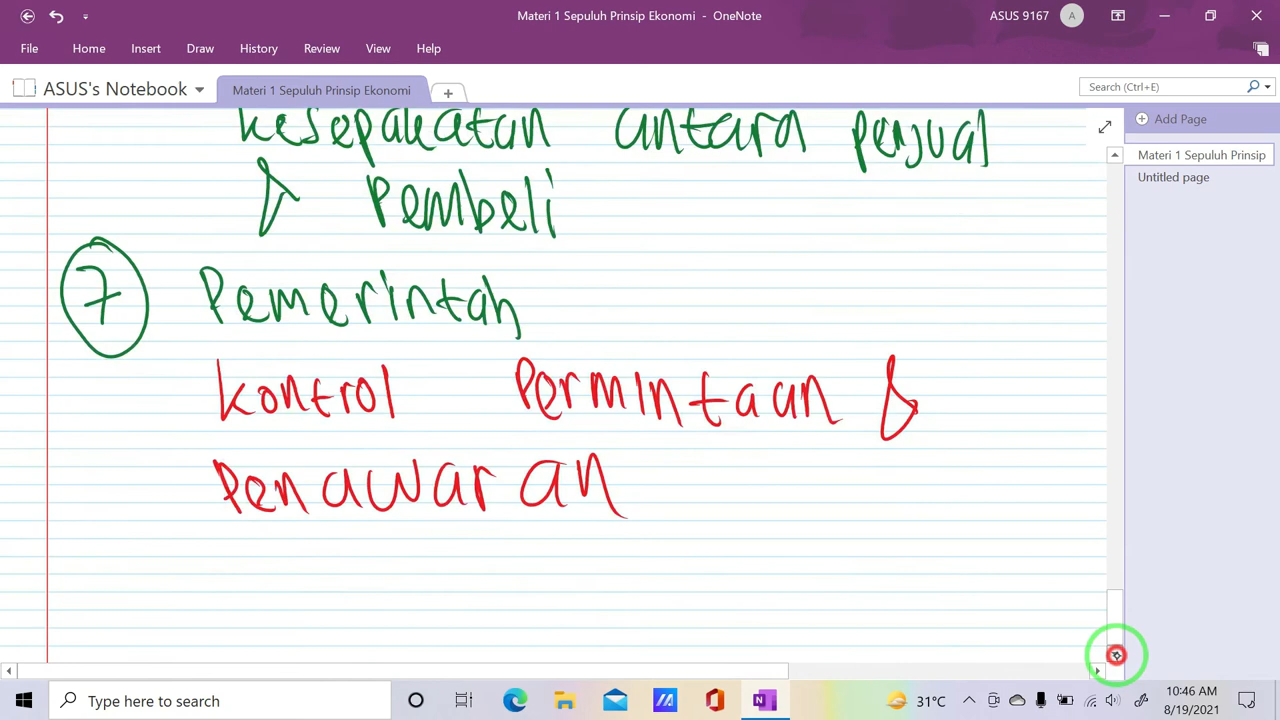 Materi 1 Sepuluh Prinsip Ekonomi - OneNote
ASUS 9167
A
File Home Insert Draw History Review View Help
ASUS's Notebook
Materi 1 Sepuluh Prinsip Ekonomi
Search (Ctrl+E)
Add Page
Materi 1 Sepuluh Prinsip
Untitled page
Kesepakatan antara penjual
& Pembeli
7 Pemerintah
kontrol Permintaan &
Penawaran
Type here to search
31°C
10:46 AM
8/19/2021